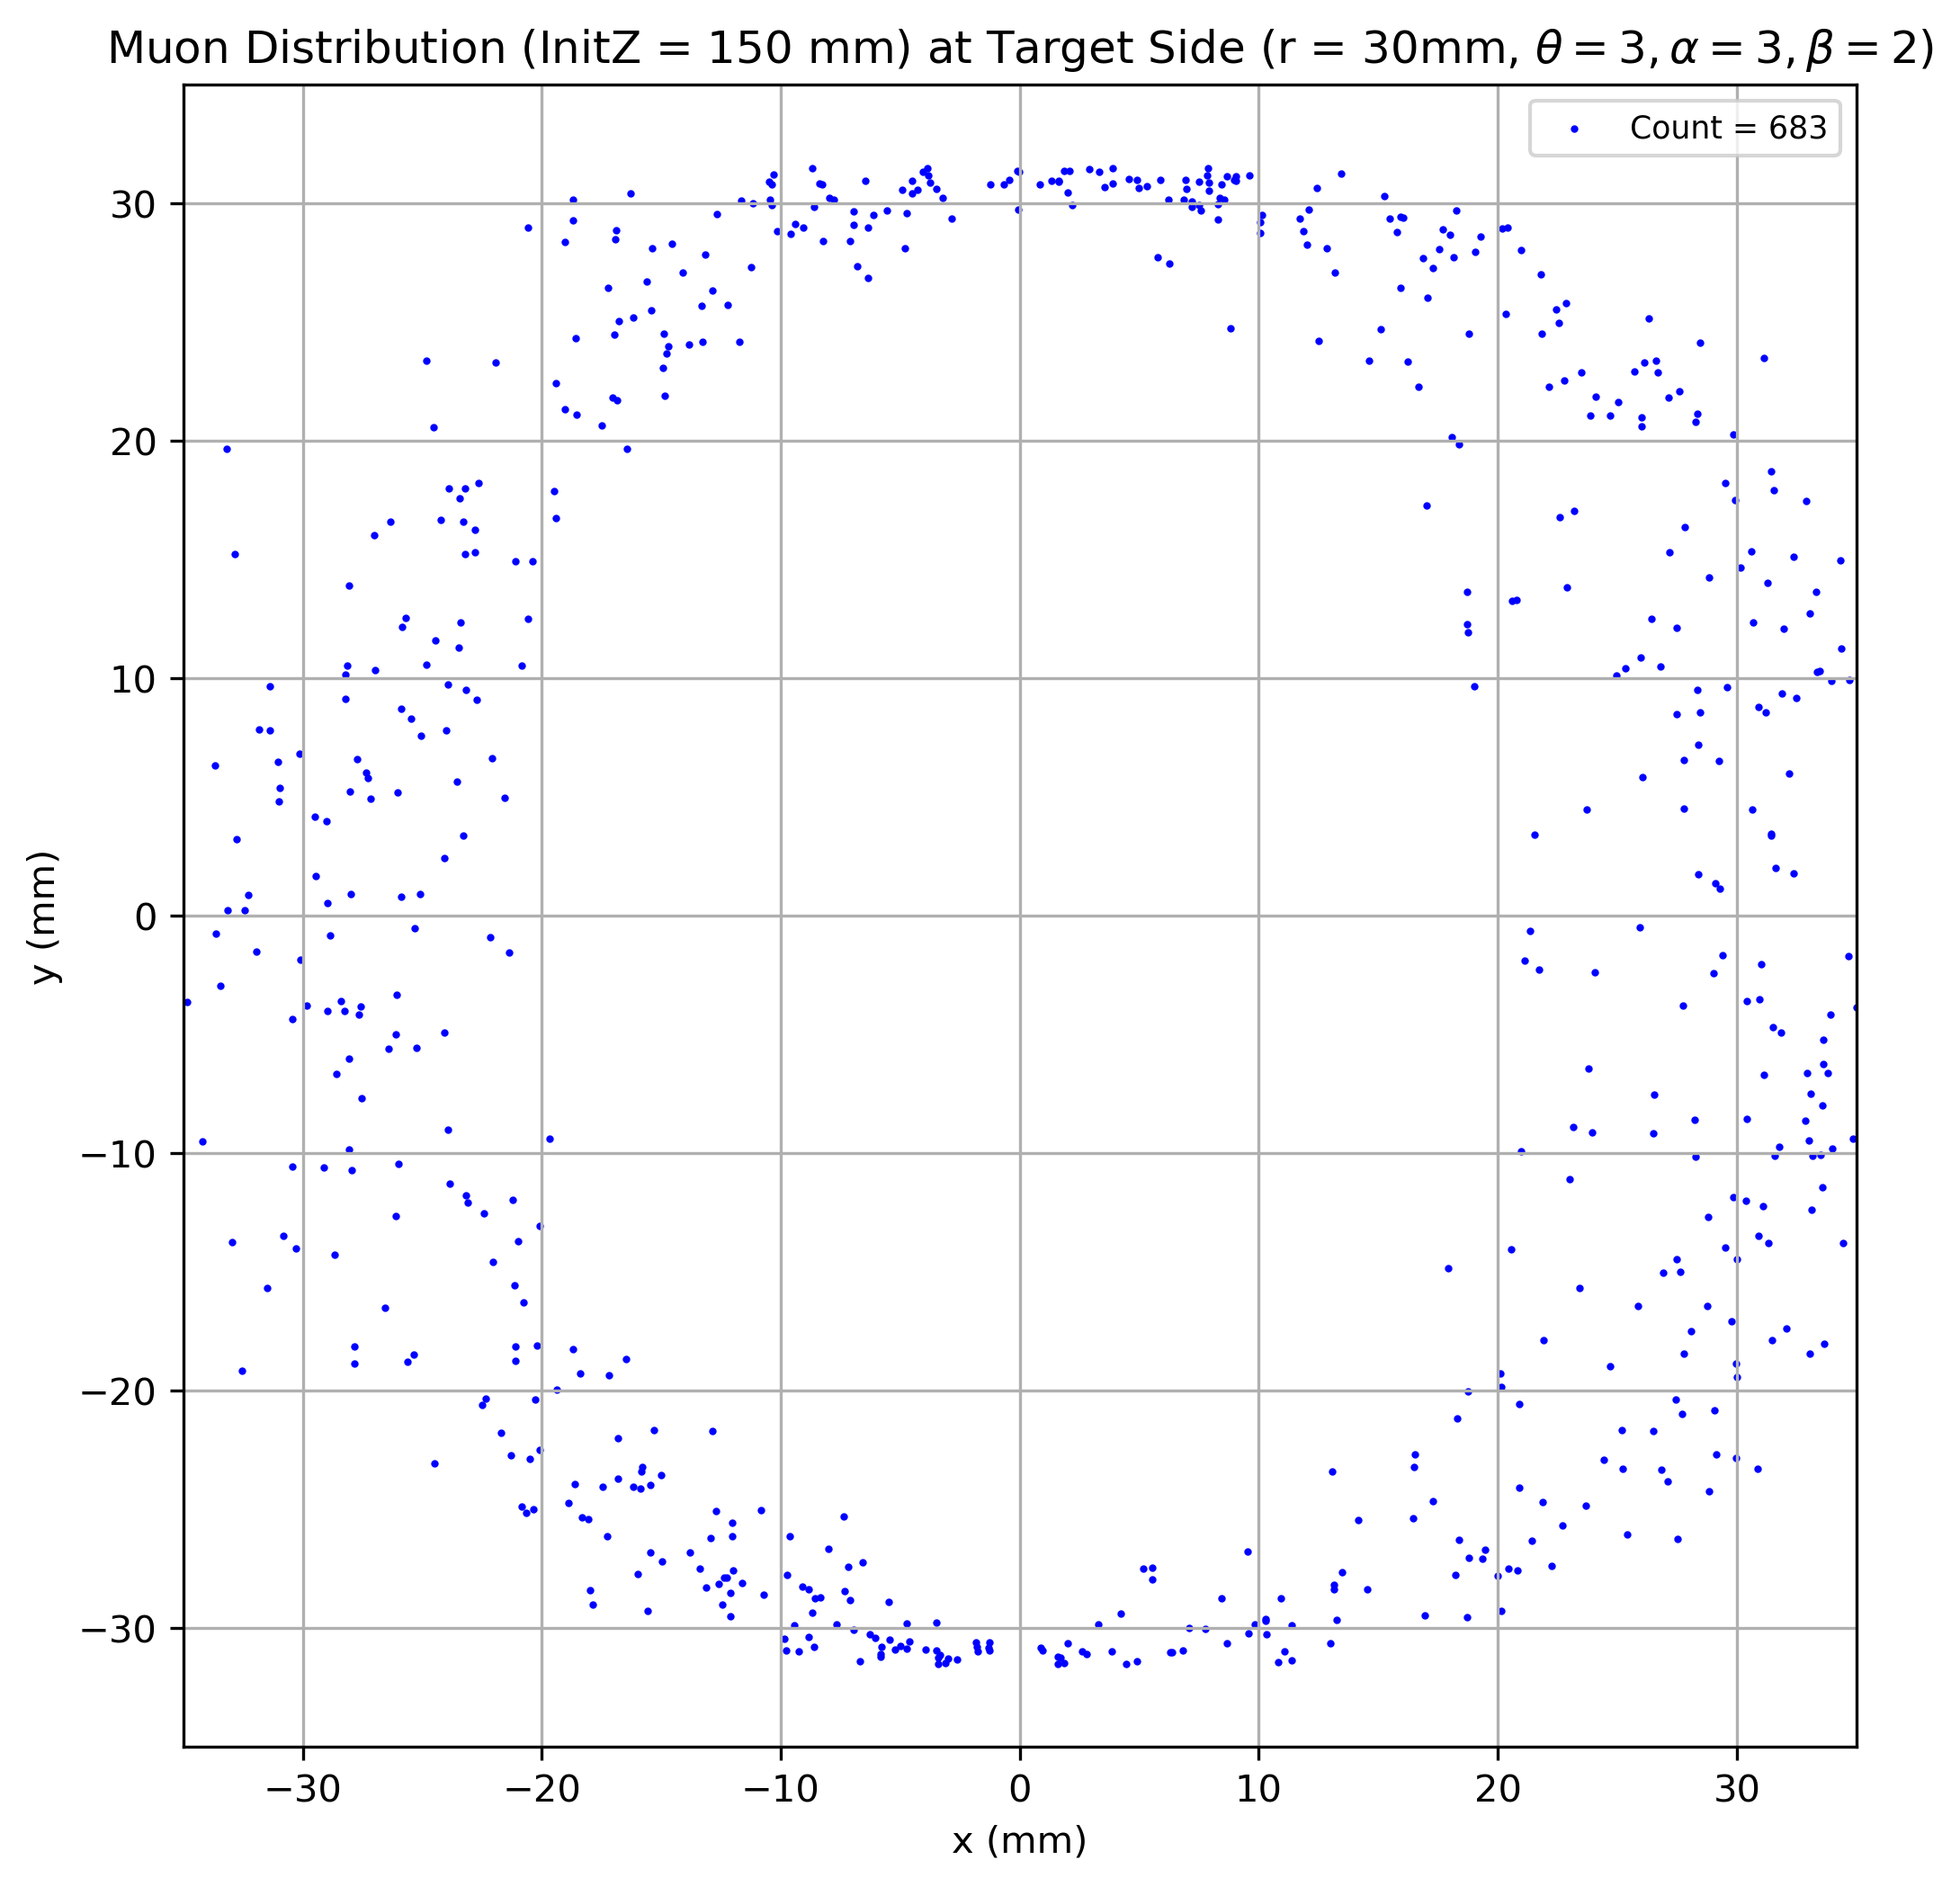 Muon Distribution (InitZ = 150 mm) at Target Side (r = 30mm, θ = 3, α = 3, β = 2)
Count = 683
30
20
10
0
−10
−20
−30
y (mm)
−30 −20 −10 0 10 20 30
x (mm)